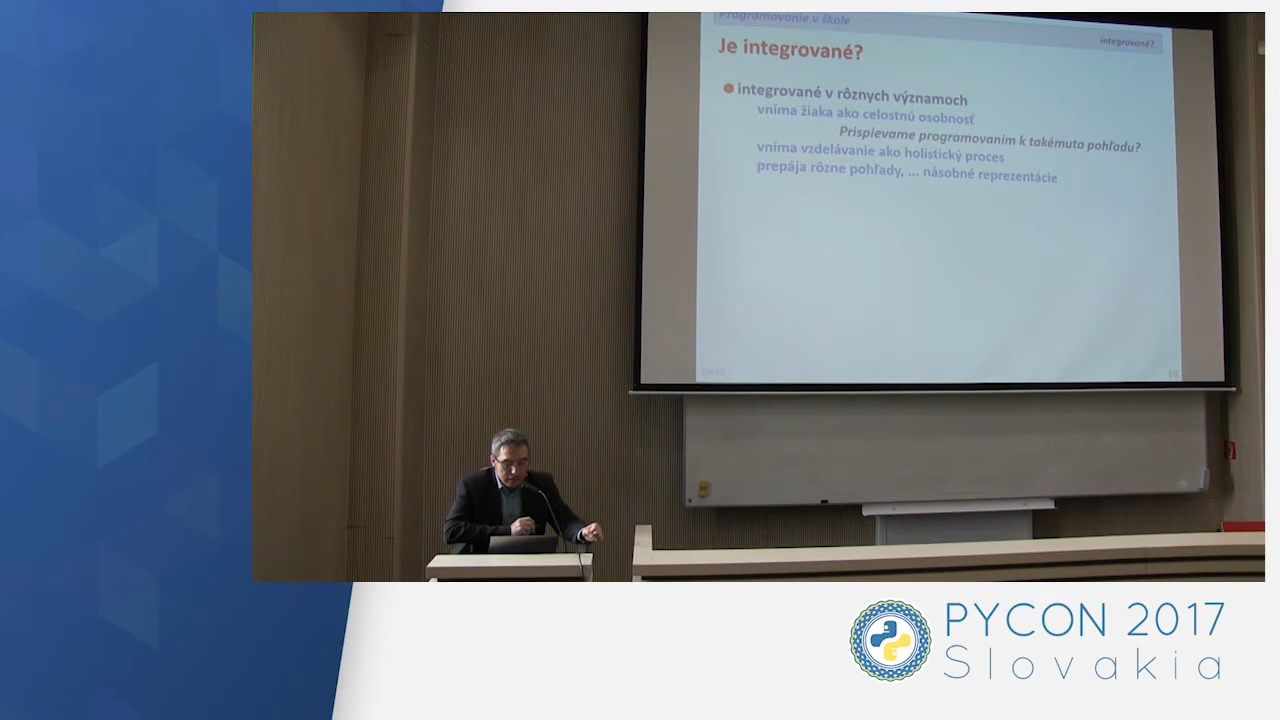 Programovanie v škole
integrované?
Je integrované?
integrované v rôznych významoch
vníma žiaka ako celostnú osobnosť
Prispievame programovaním k takémuto pohľadu?
vníma vzdelávanie ako holistický proces
prepája rôzne pohľady, ... násobné reprezentácie
PYCON 2017
Slovakia